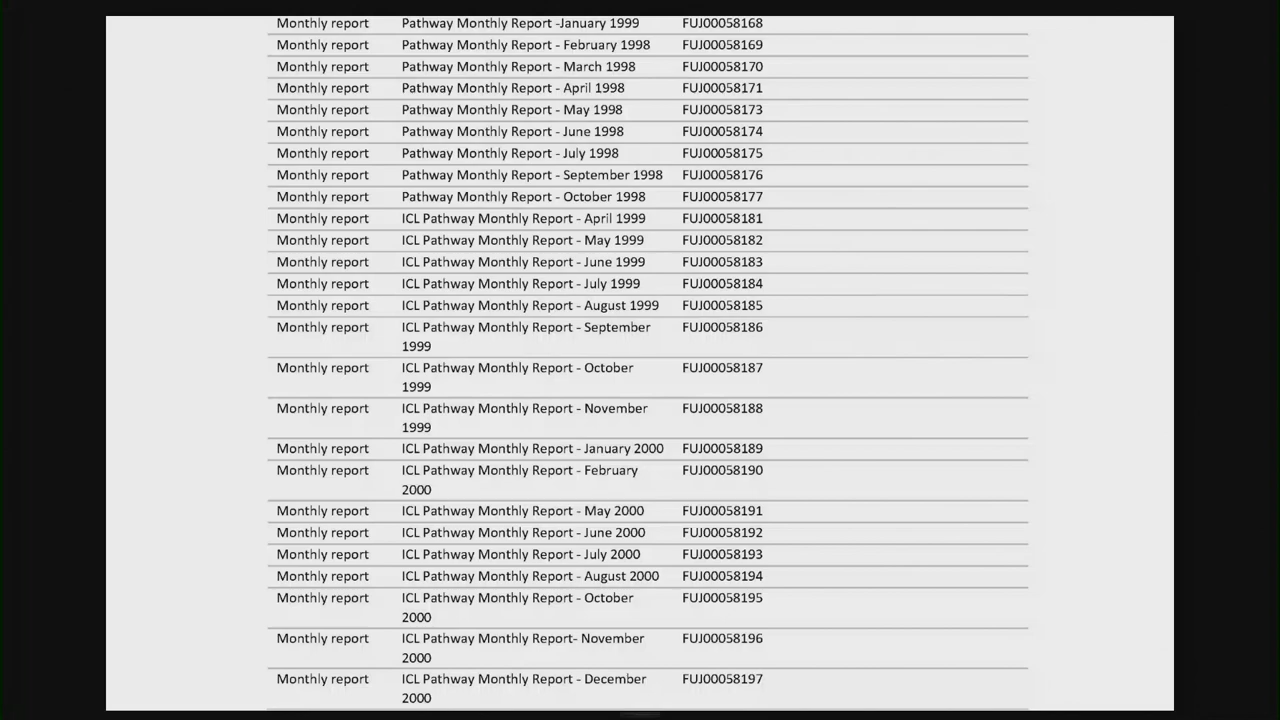 Monthly report Pathway Monthly Report -January 1999 FUJ00058168
Monthly report Pathway Monthly Report - February 1998 FUJ00058169
Monthly report Pathway Monthly Report - March 1998 FUJ00058170
Monthly report Pathway Monthly Report - April 1998 FUJ00058171
Monthly report Pathway Monthly Report - May 1998 FUJ00058173
Monthly report Pathway Monthly Report - June 1998 FUJ00058174
Monthly report Pathway Monthly Report - July 1998 FUJ00058175
Monthly report Pathway Monthly Report - September 1998 FUJ00058176
Monthly report Pathway Monthly Report - October 1998 FUJ00058177
Monthly report ICL Pathway Monthly Report - April 1999 FUJ00058181
Monthly report ICL Pathway Monthly Report - May 1999 FUJ00058182
Monthly report ICL Pathway Monthly Report - June 1999 FUJ00058183
Monthly report ICL Pathway Monthly Report - July 1999 FUJ00058184
Monthly report ICL Pathway Monthly Report - August 1999 FUJ00058185
Monthly report ICL Pathway Monthly Report - September FUJ00058186
1999
Monthly report ICL Pathway Monthly Report - October FUJ00058187
1999
Monthly report ICL Pathway Monthly Report - November FUJ00058188
1999
Monthly report ICL Pathway Monthly Report - January 2000 FUJ00058189
Monthly report ICL Pathway Monthly Report - February FUJ00058190
2000
Monthly report ICL Pathway Monthly Report - May 2000 FUJ00058191
Monthly report ICL Pathway Monthly Report - June 2000 FUJ00058192
Monthly report ICL Pathway Monthly Report - July 2000 FUJ00058193
Monthly report ICL Pathway Monthly Report - August 2000 FUJ00058194
Monthly report ICL Pathway Monthly Report - October FUJ00058195
2000
Monthly report ICL Pathway Monthly Report- November FUJ00058196
2000
Monthly report ICL Pathway Monthly Report - December FUJ00058197
2000